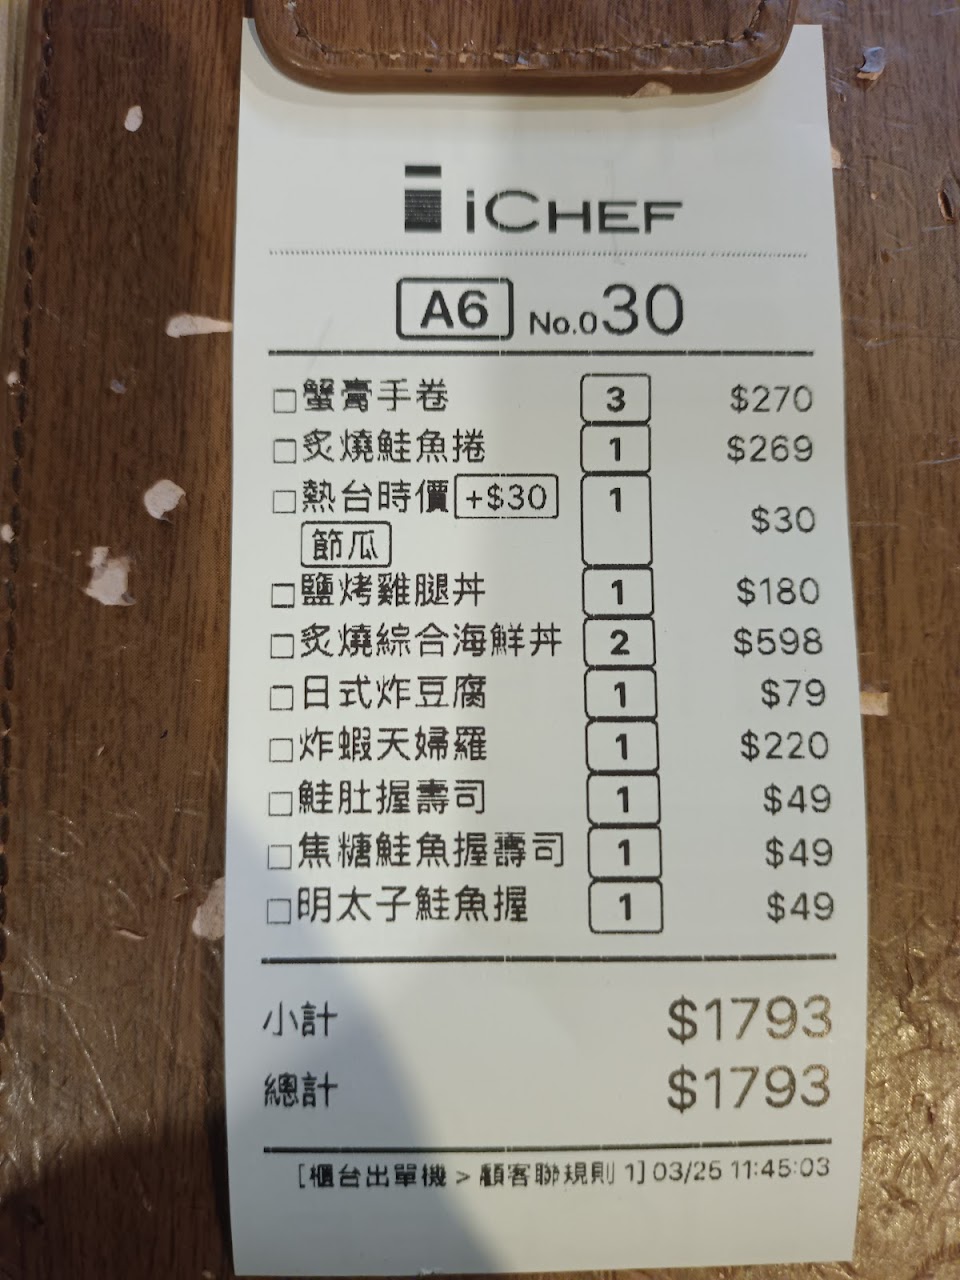 iCHEF
A6 No.030
□蟹膏手卷 3 $270
□炙燒鮭魚捲 1 $269
□熱台時價 +$30 1 $30
節瓜
□鹽烤雞腿丼 1 $180
□炙燒綜合海鮮丼 2 $598
□日式炸豆腐 1 $79
□炸蝦天婦羅 1 $220
□鮭肚握壽司 1 $49
□焦糖鮭魚握壽司 1 $49
□明太子鮭魚握 1 $49
小計 $1793
總計 $1793
[櫃台出單機 > 顧客聯規則 1] 03/25 11:45:03